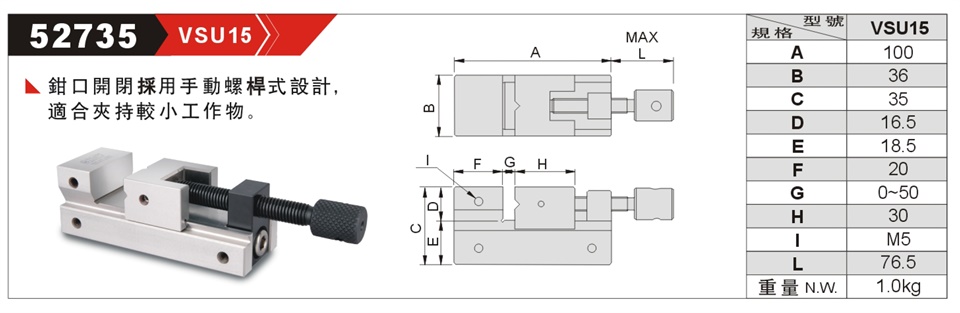 52735 VSU15
鉗口開閉採用手動螺桿式設計，
適合夾持較小工作物。
A
MAX
L
B
I
F
G
H
D
C
E
型號
規格
VSU15
A 100
B 36
C 35
D 16.5
E 18.5
F 20
G 0~50
H 30
I M5
L 76.5
重量 N.W. 1.0kg